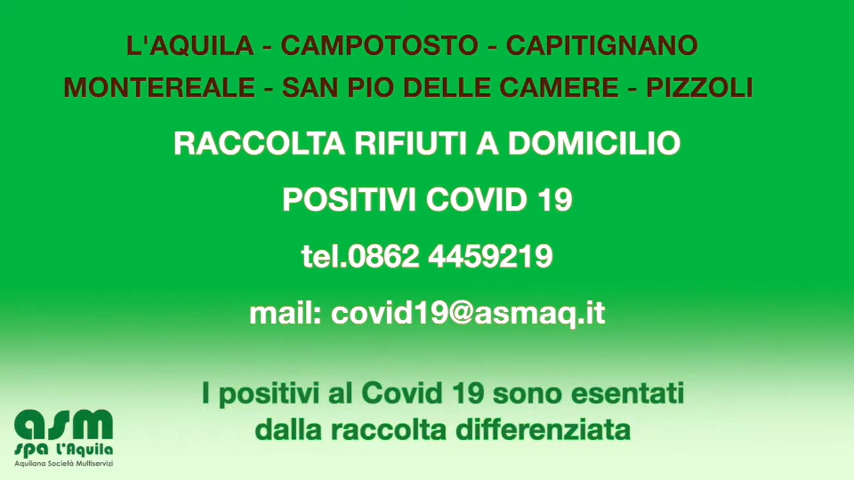 L'AQUILA - CAMPOTOSTO - CAPITIGNANO
MONTEREALE - SAN PIO DELLE CAMERE - PIZZOLI
RACCOLTA RIFIUTI A DOMICILIO
POSITIVI COVID 19
tel.0862 4459219
mail: covid19@asmaq.it
I positivi al Covid 19 sono esentati
dalla raccolta differenziata
asm
spa L'Aquila
Aquilana Società Multiservizi